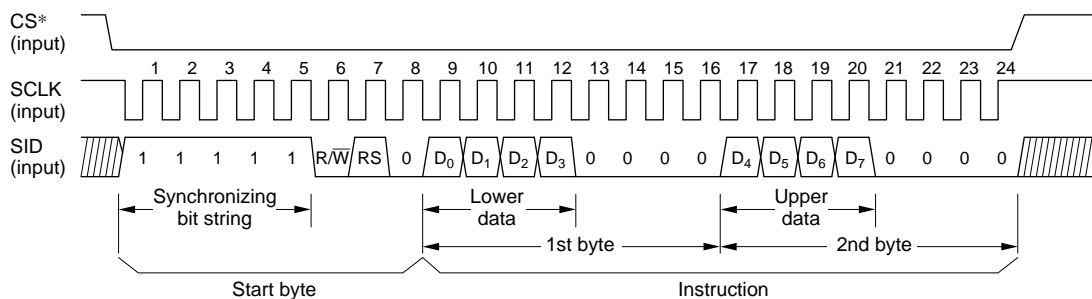 CS*
(input)
1 2 3 4 5 6 7 8 9 10 11 12 13 14 15 16 17 18 19 20 21 22 23 24
SCLK
(input)
SID
(input)
1 1 1 1 1 R/W̅ RS 0 D₀ D₁ D₂ D₃ 0 0 0 0 D₄ D₅ D₆ D₇ 0 0 0 0
Synchronizing
bit string
Lower
data
Upper
data
1st byte
2nd byte
Start byte
Instruction